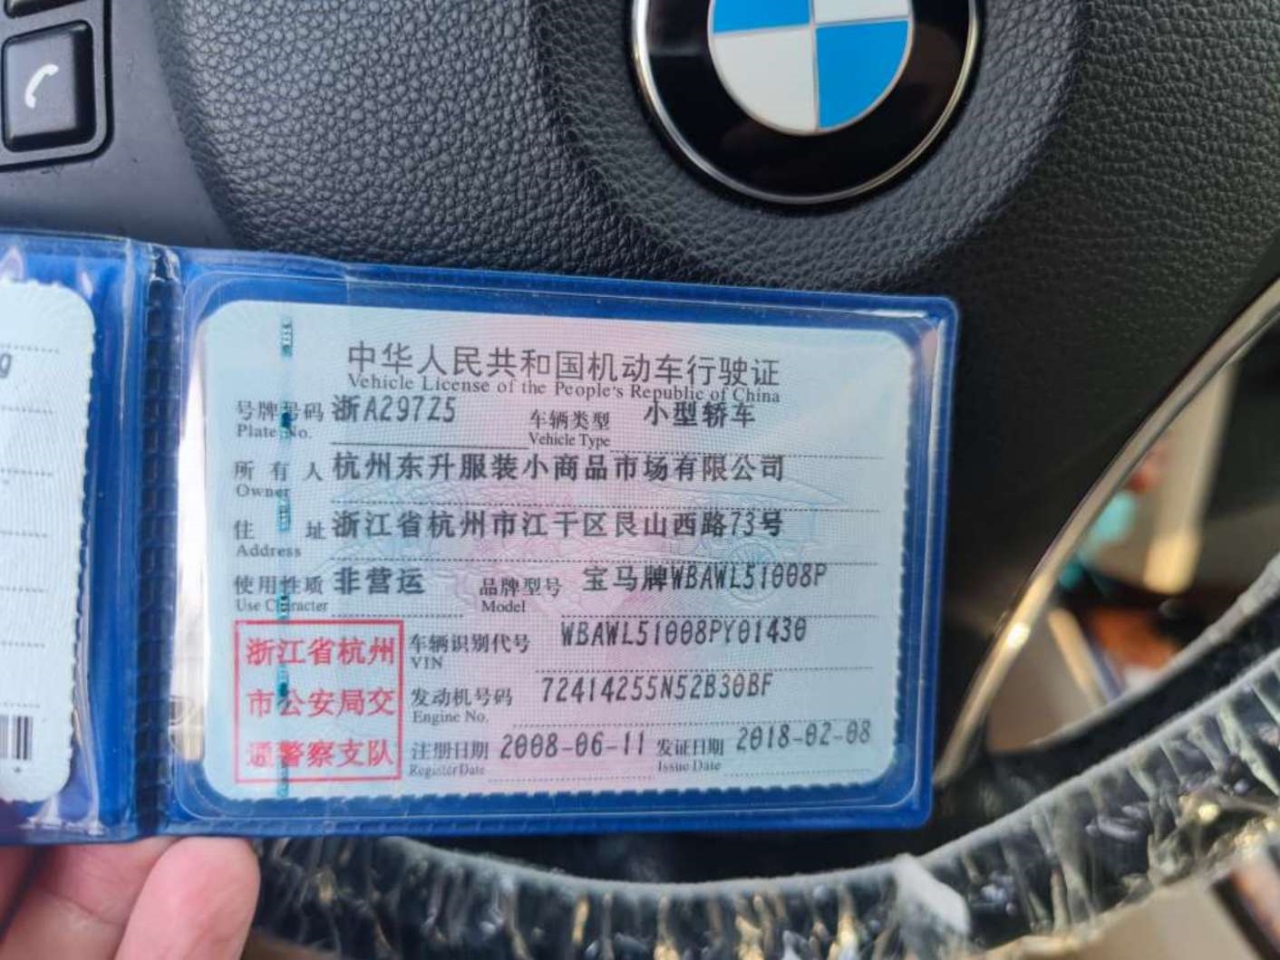 中华人民共和国机动车行驶证
Vehicle License of the People's Republic of China
号牌号码 浙A297Z5 车辆类型 小型轿车
Plate No. Vehicle Type
所有人 杭州东升服装小商品市场有限公司
Owner
住址 浙江省杭州市江干区艮山西路73号
Address
使用性质 非营运 品牌型号 宝马牌WBAWL51008P
Use Character Model
车辆识别代号 WBAWL51008PY01430
VIN
发动机号码 72414255N52B30BF
Engine No.
注册日期 2008-06-11 发证日期 2018-02-08
Register Date Issue Date
浙江省杭州
市公安局交
通警察支队
g